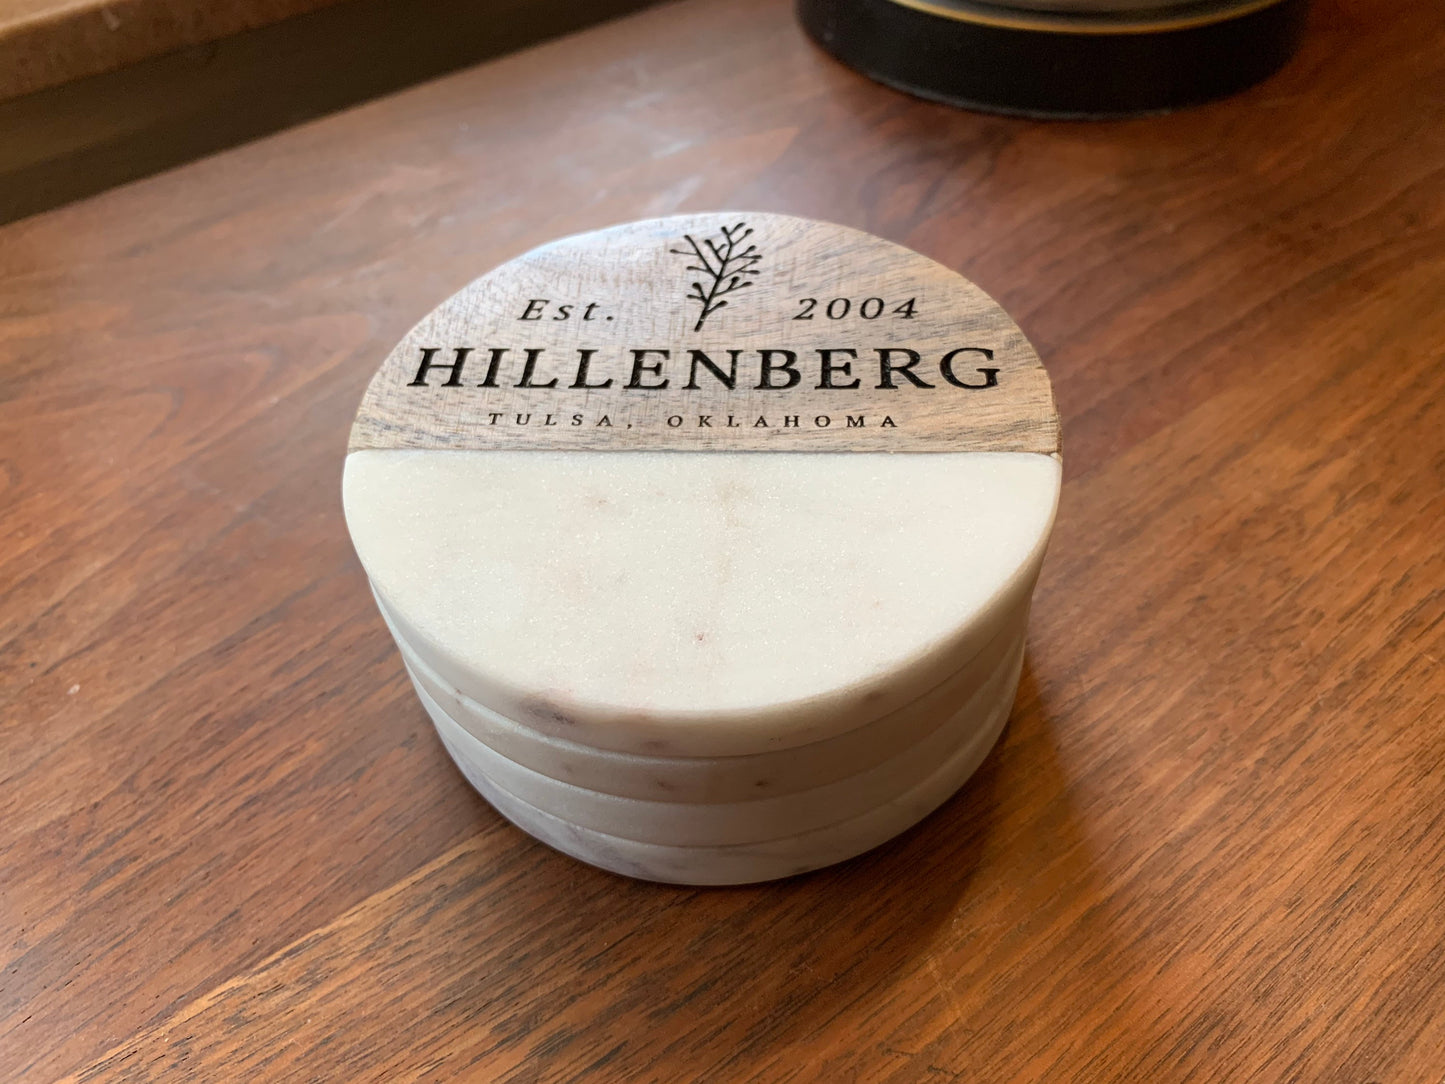 Est. 2004
HILLENBERG
TULSA, OKLAHOMA